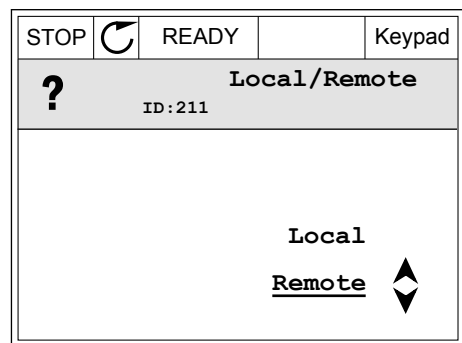 STOP READY Keypad
? Local/Remote
ID:211
Local
Remote